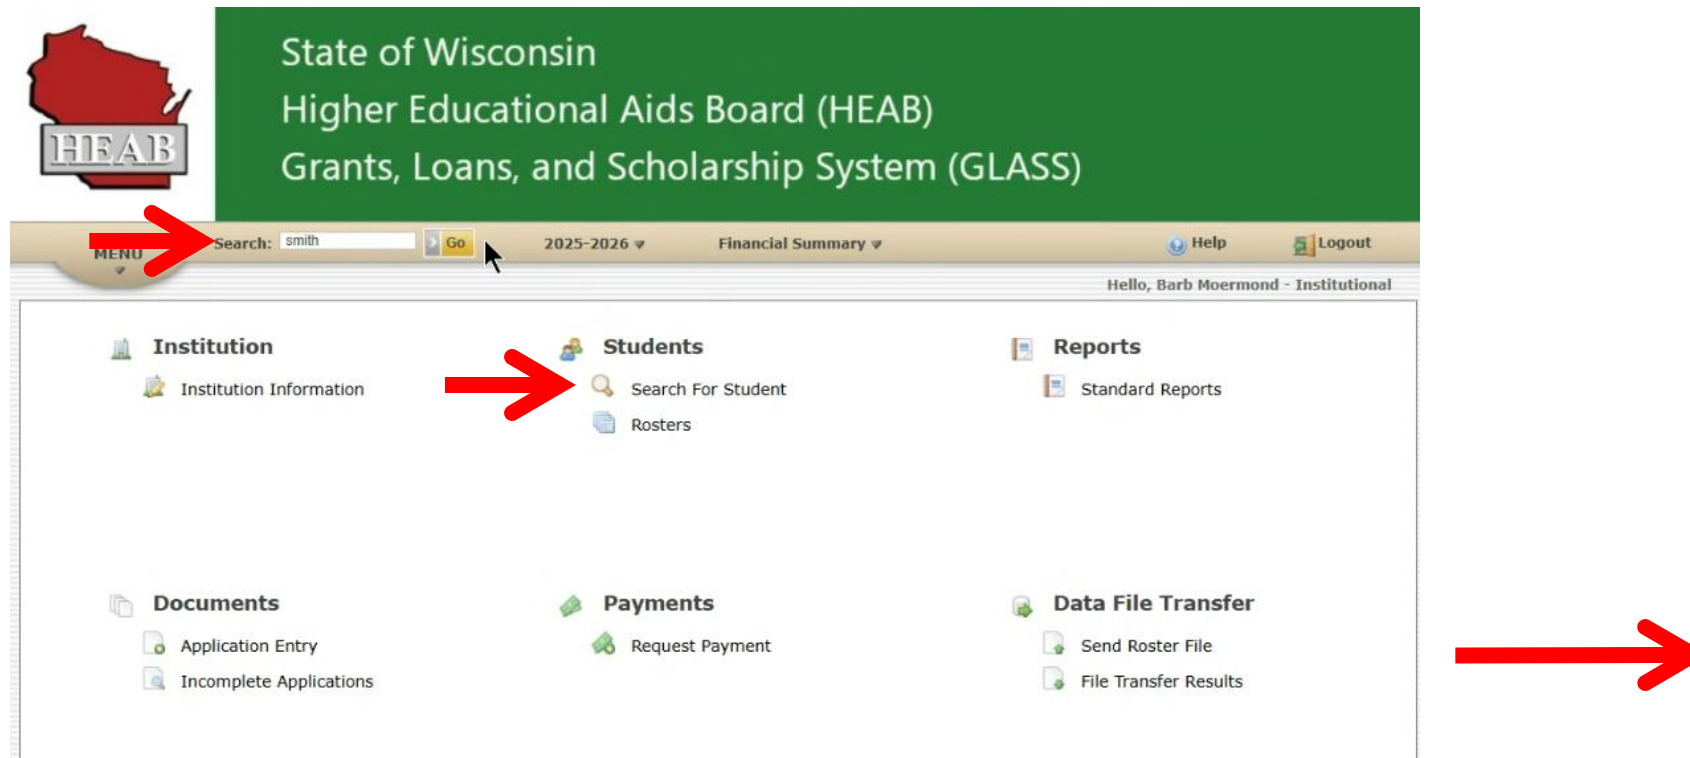 HEAB
State of Wisconsin
Higher Educational Aids Board (HEAB)
Grants, Loans, and Scholarship System (GLASS)
MENU
Search: smith Go 2025-2026 Financial Summary Help Logout
Hello, Barb Moermond - Institutional
Institution
Institution Information
Students
Search For Student
Rosters
Reports
Standard Reports
Documents
Application Entry
Incomplete Applications
Payments
Request Payment
Data File Transfer
Send Roster File
File Transfer Results